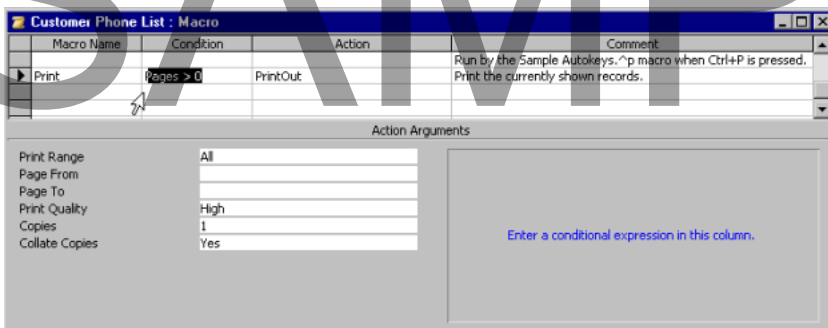 Customer Phone List : Macro
Macro Name Condition Action Comment
Run by the Sample Autokeys.^p macro when Ctrl+P is pressed.
Print Pages > 0 PrintOut Print the currently shown records.
Action Arguments
Print Range All
Page From
Page To
Print Quality High
Copies 1
Collate Copies Yes
Enter a conditional expression in this column.